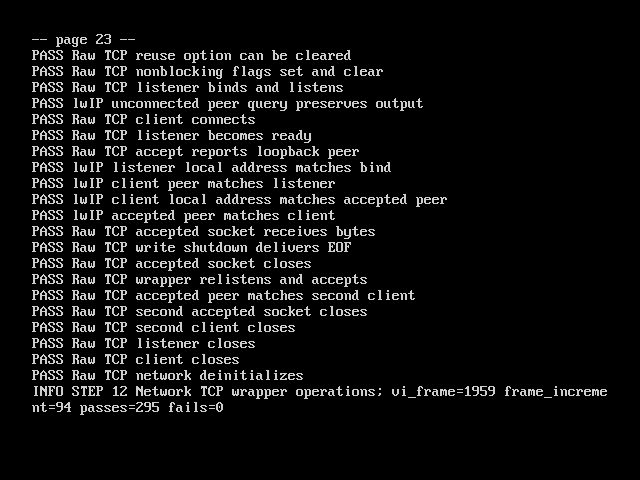 -- page 23 --
PASS Raw TCP reuse option can be cleared
PASS Raw TCP nonblocking flags set and clear
PASS Raw TCP listener binds and listens
PASS lwIP unconnected peer query preserves output
PASS Raw TCP client connects
PASS Raw TCP listener becomes ready
PASS Raw TCP accept reports loopback peer
PASS lwIP listener local address matches bind
PASS lwIP client peer matches listener
PASS lwIP client local address matches accepted peer
PASS lwIP accepted peer matches client
PASS Raw TCP accepted socket receives bytes
PASS Raw TCP write shutdown delivers EOF
PASS Raw TCP accepted socket closes
PASS Raw TCP wrapper relistens and accepts
PASS Raw TCP accepted peer matches second client
PASS Raw TCP second accepted socket closes
PASS Raw TCP second client closes
PASS Raw TCP listener closes
PASS Raw TCP client closes
PASS Raw TCP network deinitializes
INFO STEP 12 Network TCP wrapper operations; vi_frame=1959 frame_increme
nt=94 passes=295 fails=0